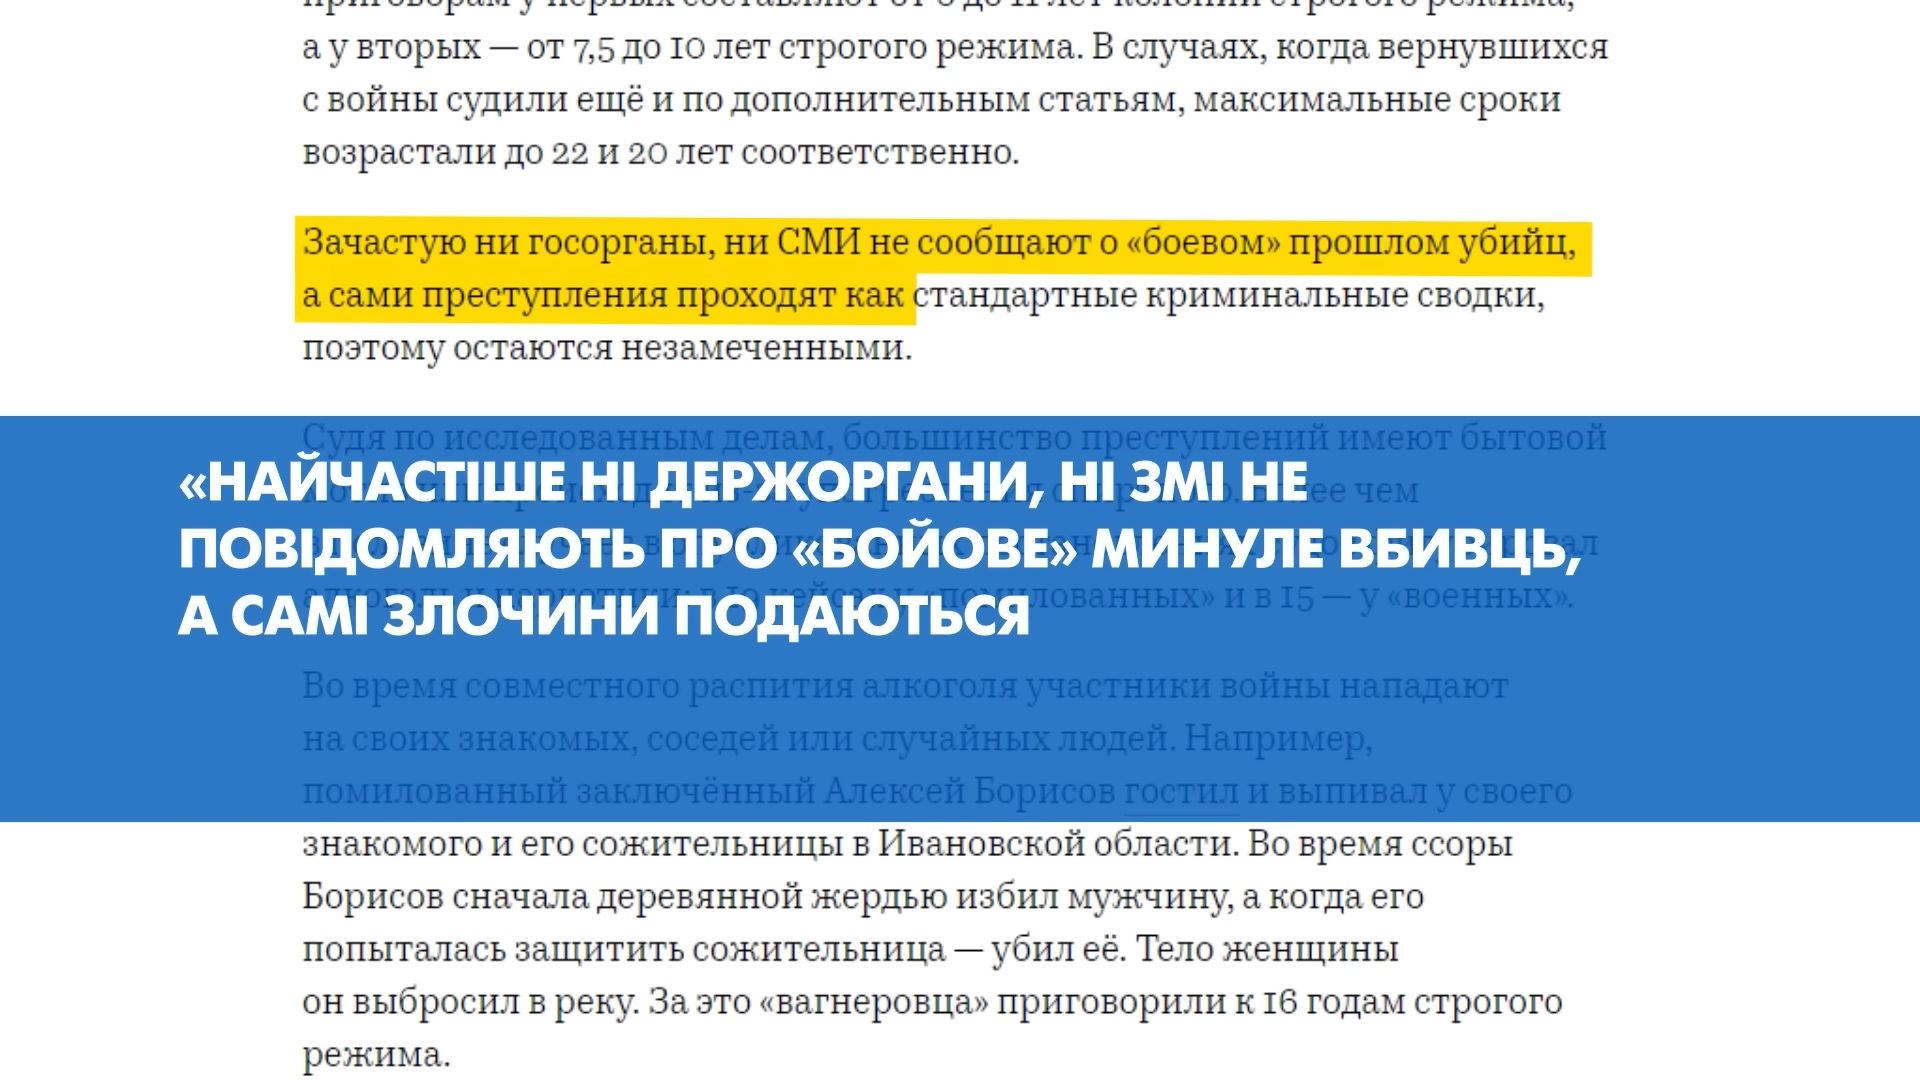 приговорам у первых составляют от 6 до 11 лет колонии строгого режима,
а у вторых — от 7,5 до 10 лет строгого режима. В случаях, когда вернувшихся
с войны судили ещё и по дополнительным статьям, максимальные сроки
возрастали до 22 и 20 лет соответственно.
Зачастую ни госорганы, ни СМИ не сообщают о «боевом» прошлом убийц,
а сами преступления проходят как стандартные криминальные сводки,
поэтому остаются незамеченными.
Судя по исследованным делам, большинство преступлений имеют бытовой
«НАЙЧАСТІШЕ НІ ДЕРЖОРГАНИ, НІ ЗМІ НЕ
ПОВІДОМЛЯЮТЬ ПРО «БОЙОВЕ» МИНУЛЕ ВБИВЦЬ,
А САМІ ЗЛОЧИНИ ПОДАЮТЬСЯ
и в 15 — у «военных».
Во время совместного распития алкоголя участники войны нападают
на своих знакомых, соседей или случайных людей. Например,
помилованный заключённый Алексей Борисов гостил и выпивал у своего
знакомого и его сожительницы в Ивановской области. Во время ссоры
Борисов сначала деревянной жердью избил мужчину, а когда его
попыталась защитить сожительница — убил её. Тело женщины
он выбросил в реку. За это «вагнеровца» приговорили к 16 годам строгого
режима.